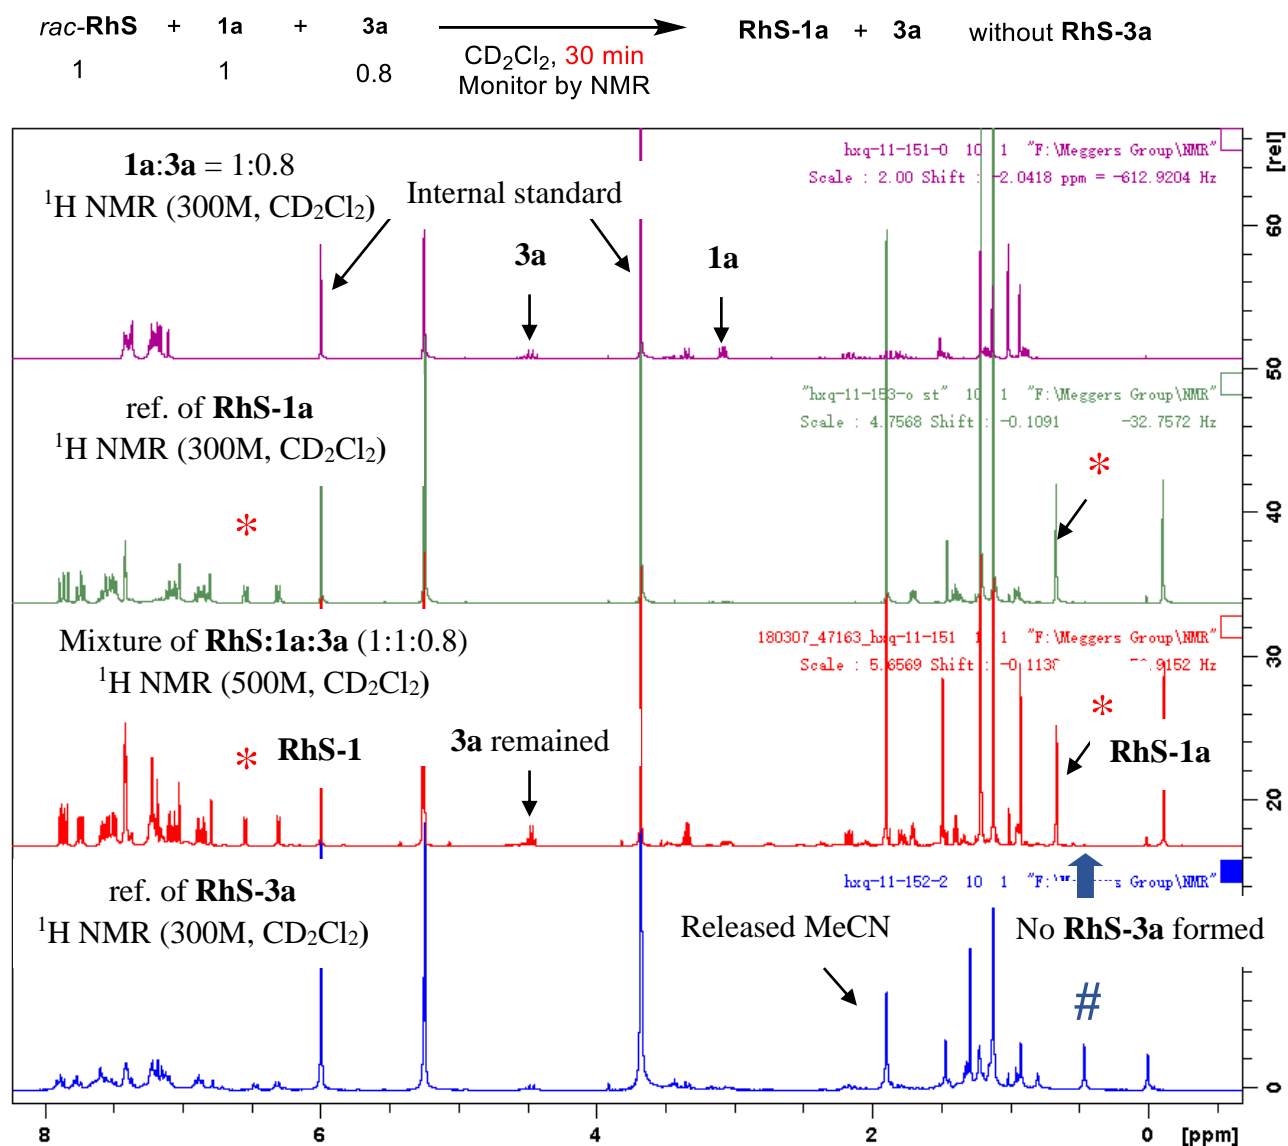 rac-RhS + 1a + 3a RhS-1a + 3a without RhS-3a
1 1 0.8
CD2Cl2, 30 min
Monitor by NMR
1a:3a = 1:0.8
1H NMR (300M, CD2Cl2)
Internal standard
3a
1a
hxq-11-151-0 10 1 "F:\Meggers Group\NMR"
Scale : 2.00 Shift : -2.0418 ppm = -612.9204 Hz
[rel]
60
50
40
30
20
0
ref. of RhS-1a
1H NMR (300M, CD2Cl2)
"hxq-11-153-o st" 10 1 "F:\Meggers Group\NMR"
Scale : 4.7568 Shift : -0.1091 -32.7572 Hz
*
*
Mixture of RhS:1a:3a (1:1:0.8)
1H NMR (500M, CD2Cl2)
180307_47163_hxq-11-151 1 1 "F:\Meggers Group\NMR"
Scale : 5.6569 Shift : .9152 Hz
* RhS-1
3a remained
*
RhS-1a
ref. of RhS-3a
1H NMR (300M, CD2Cl2)
hxq-11-152-2 10 1 Group\NMR"
Released MeCN
No RhS-3a formed
#
8 6 4 2 0 [ppm]